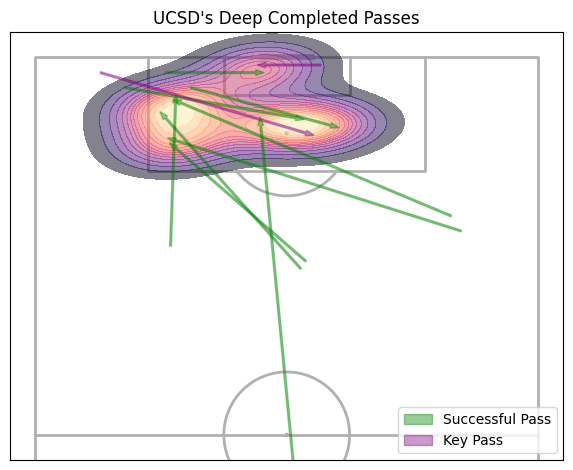 UCSD's Deep Completed Passes
Successful Pass
Key Pass